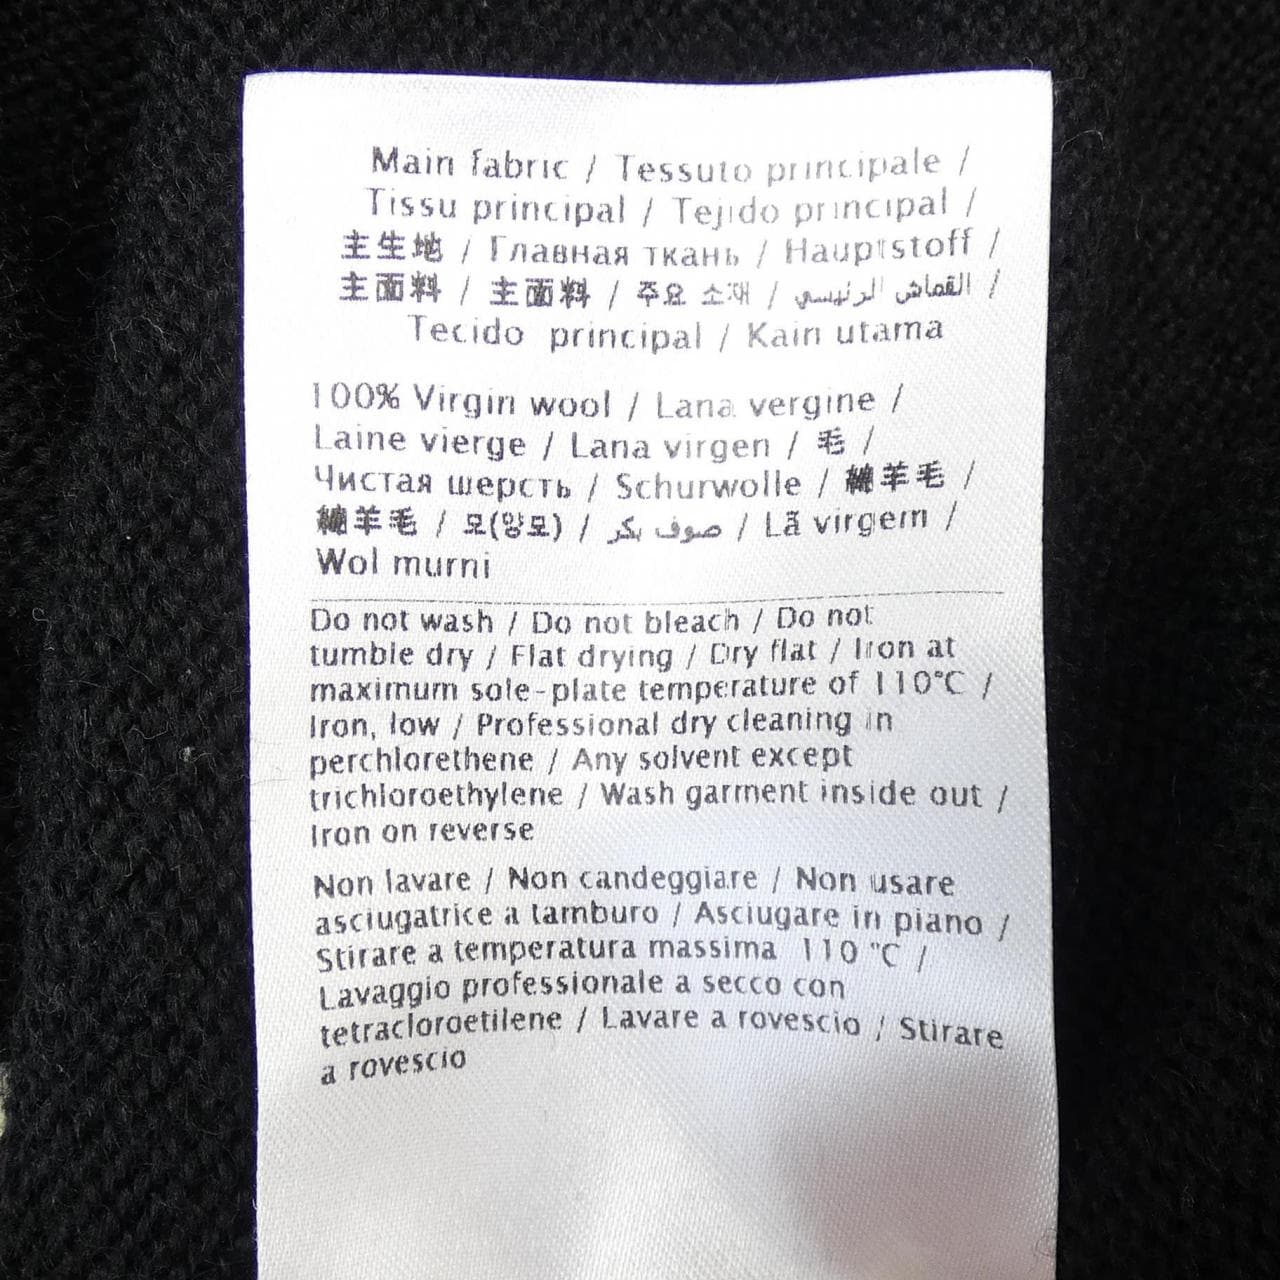 Main fabric / Tessuto principale /
Tissu principal / Tejido principal /
主生地 / Главная ткань / Hauptstoff /
主面料 / 主面料 / 주요 소재 / القماش الرئيسي /
Tecido principal / Kain utama
100% Virgin wool / Lana vergine /
Laine vierge / Lana virgen / 毛 /
Чистая шерсть / Schurwolle / 純羊毛 /
純羊毛 / 모(양모) / صوف بكر / Lã virgem /
Wol murni
Do not wash / Do not bleach / Do not
tumble dry / Flat drying / Dry flat / Iron at
maximum sole-plate temperature of 110°C /
Iron, low / Professional dry cleaning in
perchlorethene / Any solvent except
trichloroethylene / Wash garment inside out /
Iron on reverse
Non lavare / Non candeggiare / Non usare
asciugatrice a tamburo / Asciugare in piano /
Stirare a temperatura massima 110 °C /
Lavaggio professionale a secco con
tetracloroetilene / Lavare a rovescio / Stirare
a rovescio